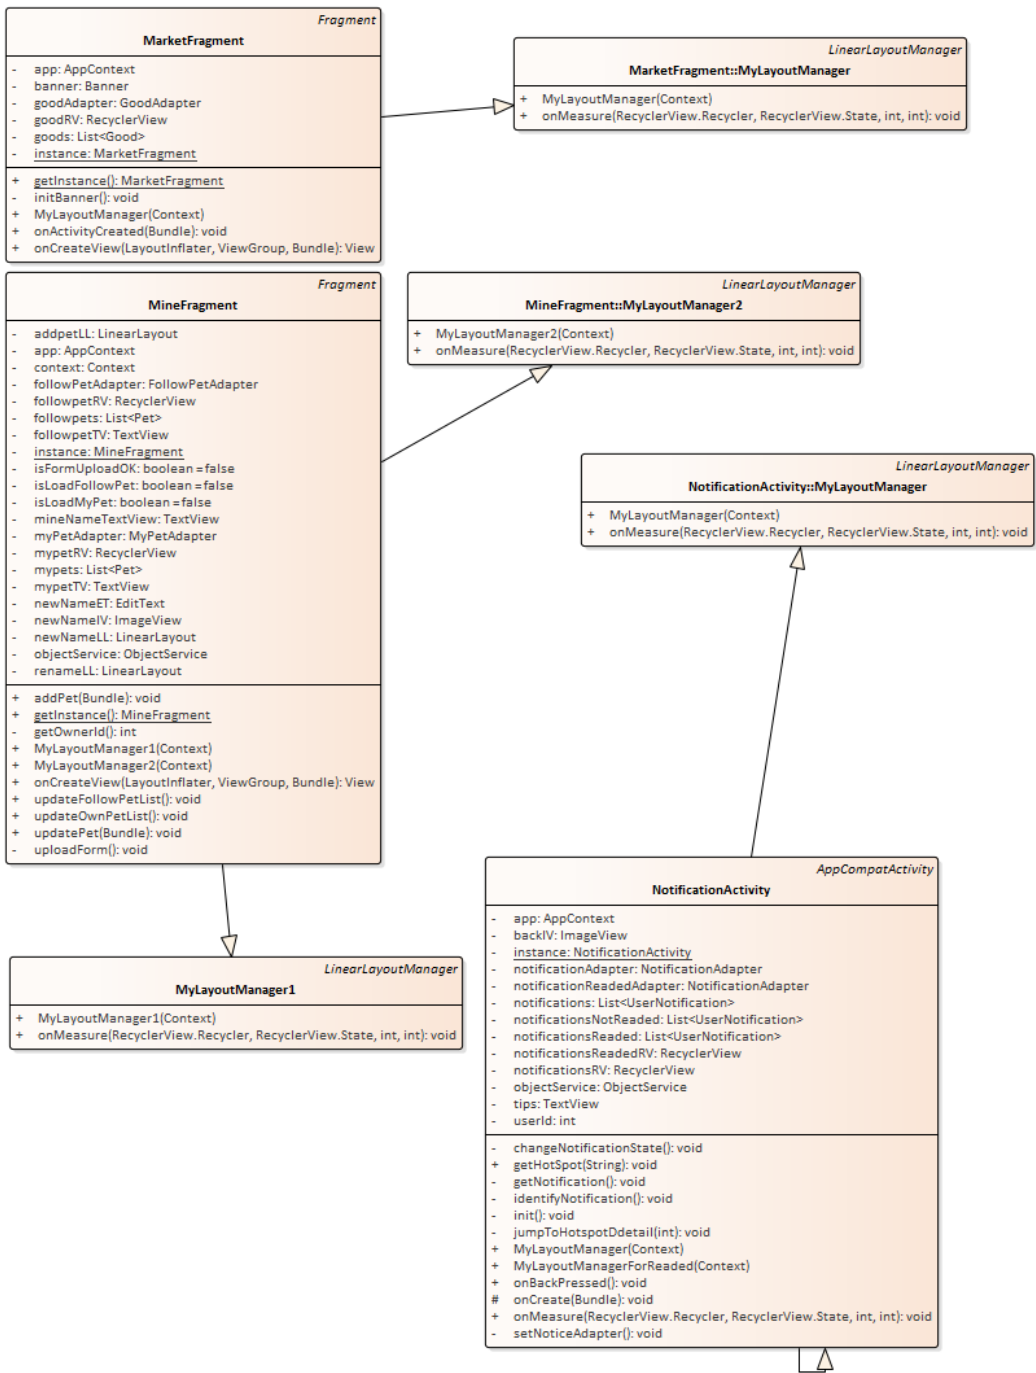 Fragment
MarketFragment
- app: AppContext
- banner: Banner
- goodAdapter: GoodAdapter
- goodRV: RecyclerView
- goods: List<Good>
- instance: MarketFragment
+ getInstance(): MarketFragment
- initBanner(): void
+ MyLayoutManager(Context)
+ onActivityCreated(Bundle): void
+ onCreateView(LayoutInflater, ViewGroup, Bundle): View
LinearLayoutManager
MarketFragment::MyLayoutManager
+ MyLayoutManager(Context)
+ onMeasure(RecyclerView.Recycler, RecyclerView.State, int, int): void
Fragment
MineFragment
- addpetLL: LinearLayout
- app: AppContext
- context: Context
- followPetAdapter: FollowPetAdapter
- followpetRV: RecyclerView
- followpets: List<Pet>
- followpetTV: TextView
- instance: MineFragment
- isFormUploadOK: boolean = false
- isLoadFollowPet: boolean = false
- isLoadMyPet: boolean = false
- mineNameTextView: TextView
- myPetAdapter: MyPetAdapter
- mypetRV: RecyclerView
- mypets: List<Pet>
- mypetTV: TextView
- newNameET: EditText
- newNameIV: ImageView
- newNameLL: LinearLayout
- objectService: ObjectService
- renameLL: LinearLayout
+ addPet(Bundle): void
+ getInstance(): MineFragment
- getOwnerId(): int
+ MyLayoutManager1(Context)
+ MyLayoutManager2(Context)
+ onCreateView(LayoutInflater, ViewGroup, Bundle): View
+ updateFollowPetList(): void
+ updateOwnPetList(): void
+ updatePet(Bundle): void
- uploadForm(): void
LinearLayoutManager
MineFragment::MyLayoutManager2
+ MyLayoutManager2(Context)
+ onMeasure(RecyclerView.Recycler, RecyclerView.State, int, int): void
LinearLayoutManager
NotificationActivity::MyLayoutManager
+ MyLayoutManager(Context)
+ onMeasure(RecyclerView.Recycler, RecyclerView.State, int, int): void
LinearLayoutManager
MyLayoutManager1
+ MyLayoutManager1(Context)
+ onMeasure(RecyclerView.Recycler, RecyclerView.State, int, int): void
AppCompatActivity
NotificationActivity
- app: AppContext
- backIV: ImageView
- instance: NotificationActivity
- notificationAdapter: NotificationAdapter
- notificationReadedAdapter: NotificationAdapter
- notifications: List<UserNotification>
- notificationsNotReaded: List<UserNotification>
- notificationsReaded: List<UserNotification>
- notificationsReadedRV: RecyclerView
- notificationsRV: RecyclerView
- objectService: ObjectService
- tips: TextView
- userId: int
- changeNotificationState(): void
+ getHotSpot(String): void
- getNotification(): void
- identifyNotification(): void
- init(): void
- jumpToHotspotDdetail(int): void
+ MyLayoutManager(Context)
+ MyLayoutManagerForReaded(Context)
+ onBackPressed(): void
# onCreate(Bundle): void
+ onMeasure(RecyclerView.Recycler, RecyclerView.State, int, int): void
- setNoticeAdapter(): void